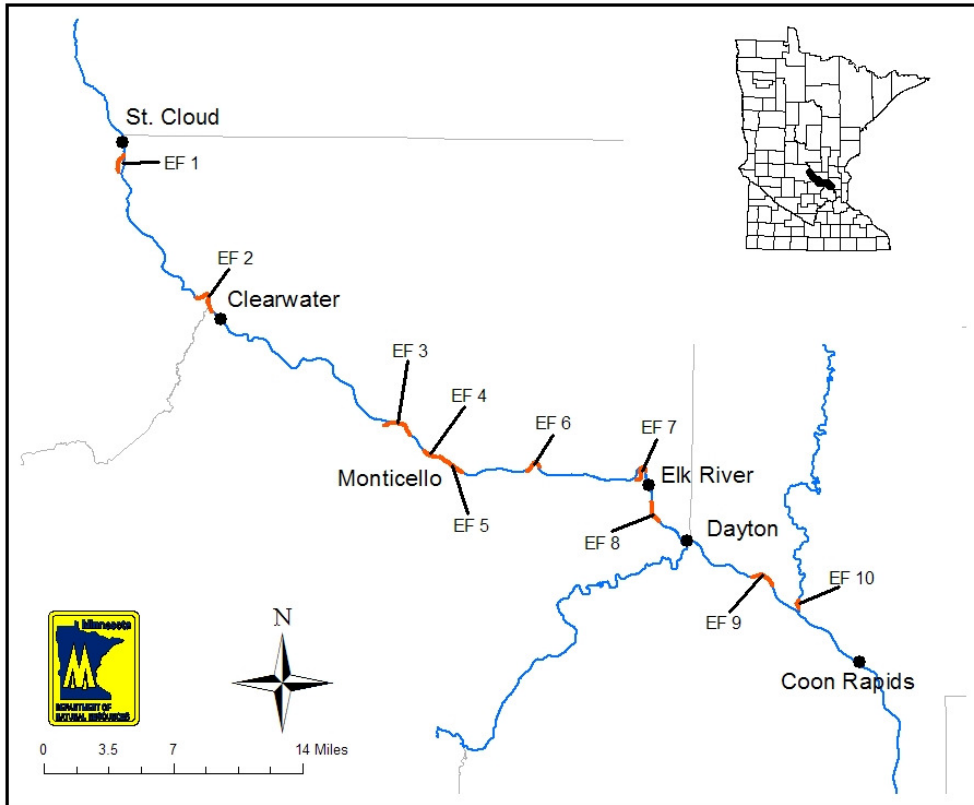 St. Cloud
EF 1
EF 2
Clearwater
EF 3
EF 4
EF 6
EF 7
Monticello
Elk River
EF 5
EF 8
Dayton
EF 10
EF 9
Coon Rapids
N
Minnesota
DEPARTMENT OF
NATURAL RESOURCES
0 3.5 7 14 Miles